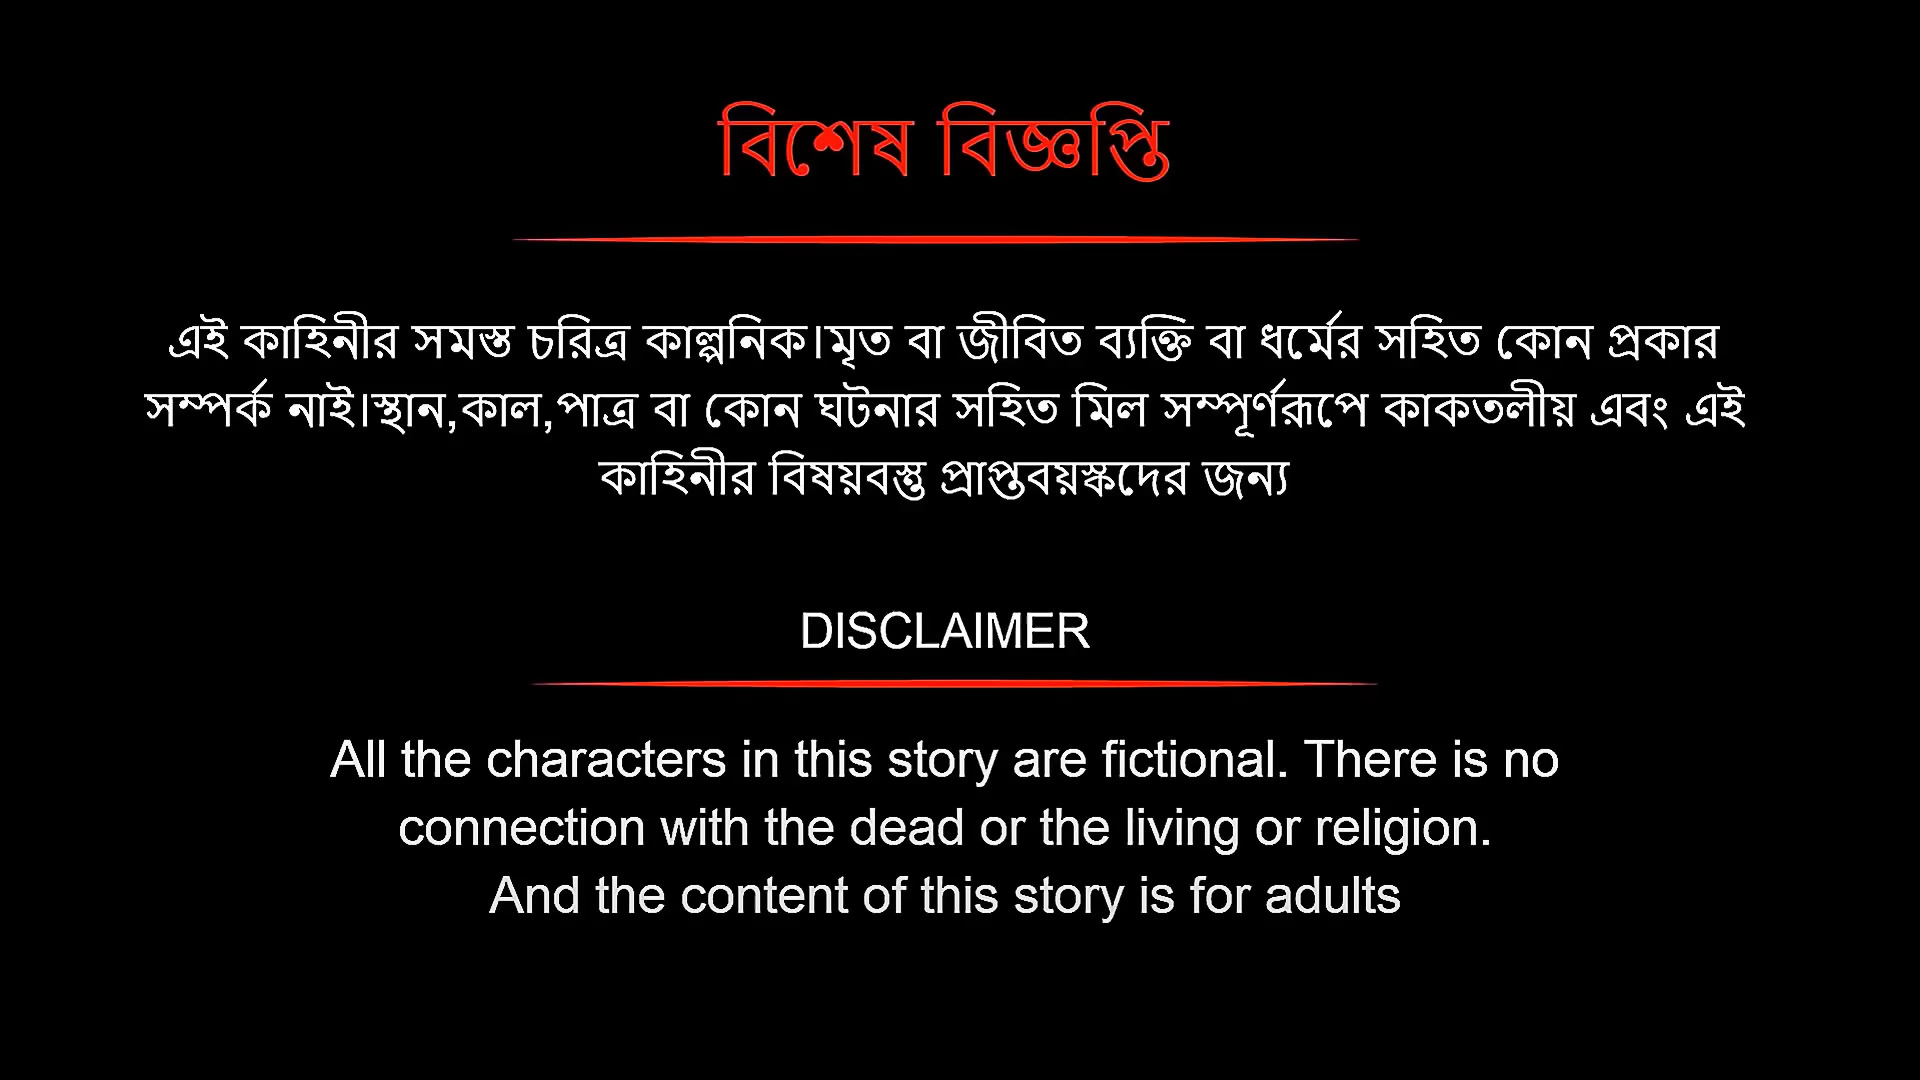 বিশেষ বিজ্ঞপ্তি
এই কাহিনীর সমস্ত চরিত্র কাল্পনিক।মৃত বা জীবিত ব্যক্তি বা ধর্মের সহিত কোন প্রকার
সম্পর্ক নাই।স্থান,কাল,পাত্র বা কোন ঘটনার সহিত মিল সম্পূর্ণরূপে কাকতলীয় এবং এই
কাহিনীর বিষয়বস্তু প্রাপ্তবয়স্কদের জন্য
DISCLAIMER
All the characters in this story are fictional. There is no
connection with the dead or the living or religion.
And the content of this story is for adults